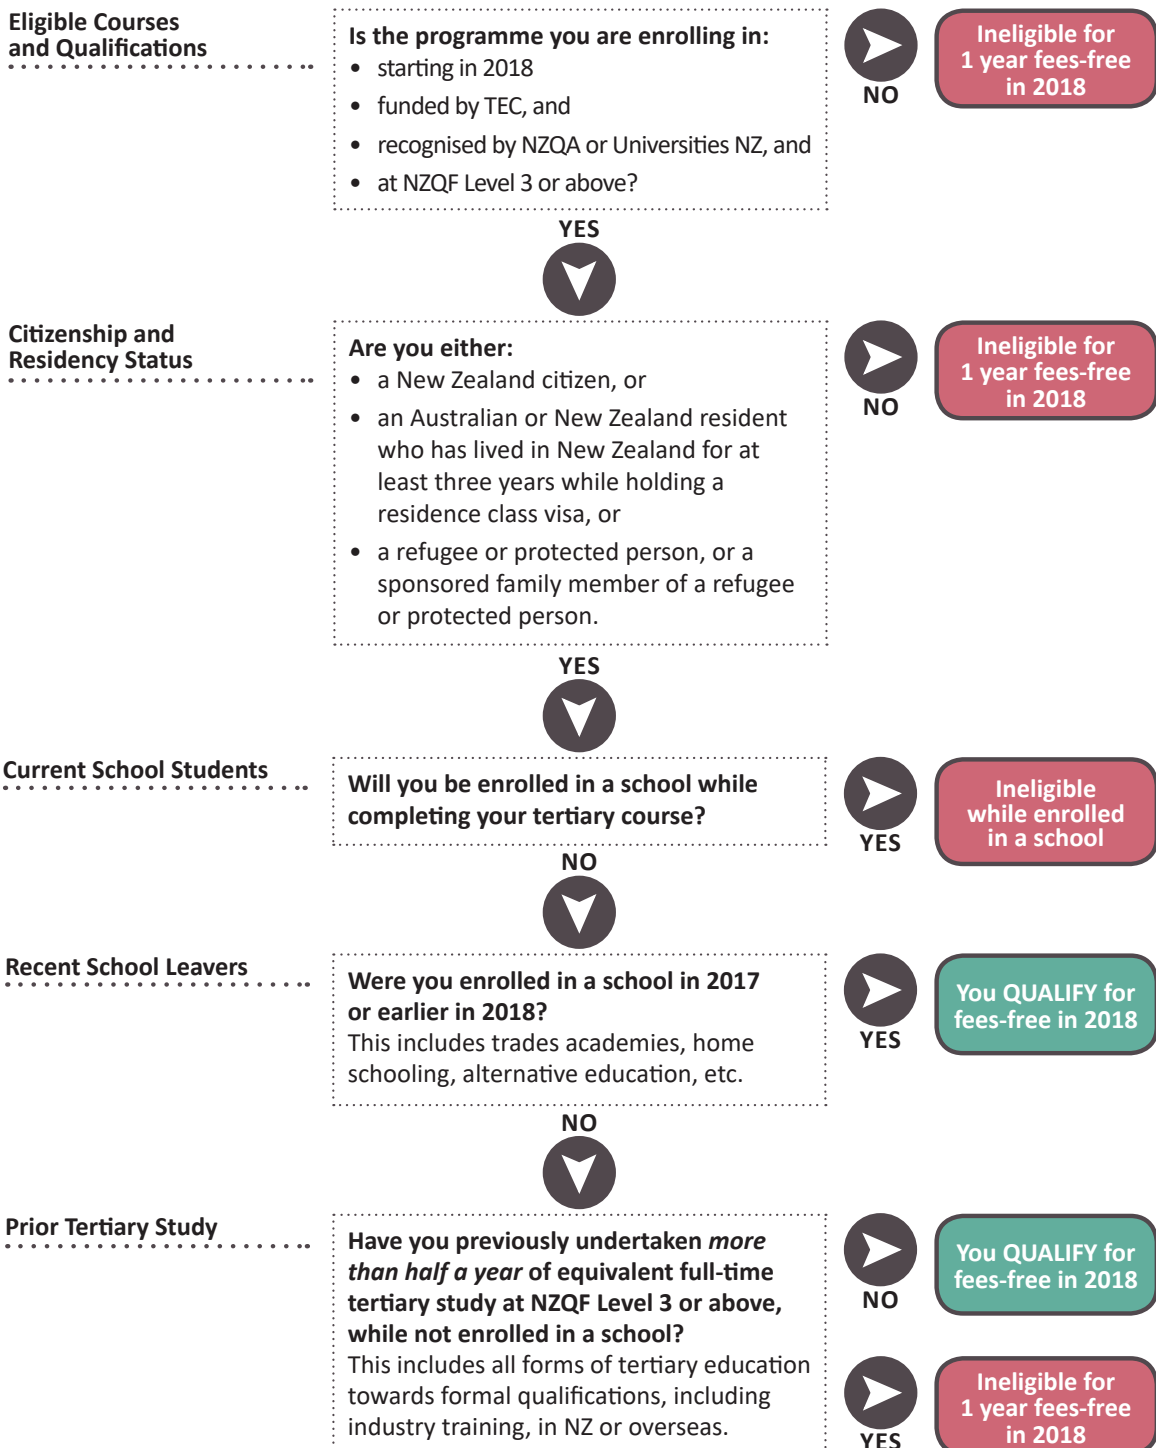 Eligible Courses
and Qualifications
Is the programme you are enrolling in:
• starting in 2018
• funded by TEC, and
• recognised by NZQA or Universities NZ, and
• at NZQF Level 3 or above?
NO
Ineligible for
1 year fees-free
in 2018
YES
Citizenship and
Residency Status
Are you either:
• a New Zealand citizen, or
• an Australian or New Zealand resident
who has lived in New Zealand for at
least three years while holding a
residence class visa, or
• a refugee or protected person, or a
sponsored family member of a refugee
or protected person.
NO
Ineligible for
1 year fees-free
in 2018
YES
Current School Students
Will you be enrolled in a school while
completing your tertiary course?
YES
Ineligible
while enrolled
in a school
NO
Recent School Leavers
Were you enrolled in a school in 2017
or earlier in 2018?
This includes trades academies, home
schooling, alternative education, etc.
YES
You QUALIFY for
fees-free in 2018
NO
Prior Tertiary Study
Have you previously undertaken more
than half a year of equivalent full-time
tertiary study at NZQF Level 3 or above,
while not enrolled in a school?
This includes all forms of tertiary education
towards formal qualifications, including
industry training, in NZ or overseas.
NO
You QUALIFY for
fees-free in 2018
YES
Ineligible for
1 year fees-free
in 2018